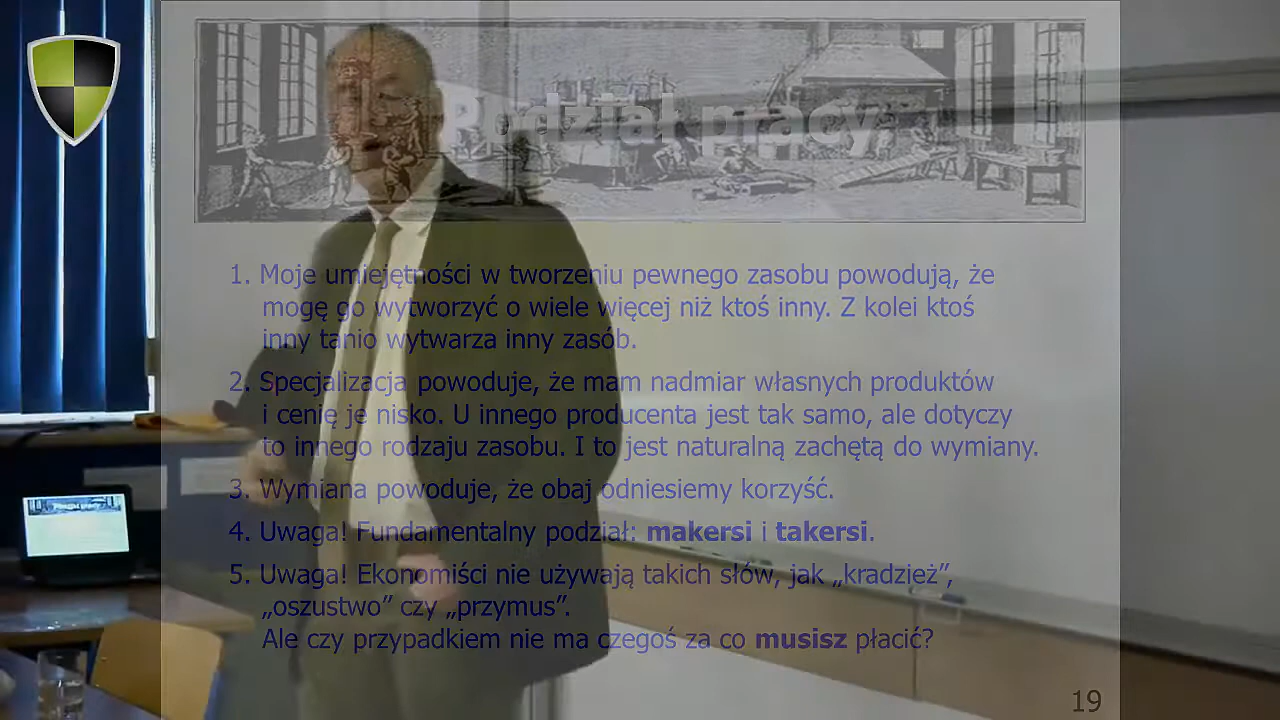 Podział pracy
1. Moje umiejętności w tworzeniu pewnego zasobu powodują, że
mogę go wytworzyć o wiele więcej niż ktoś inny. Z kolei ktoś
inny tanio wytwarza inny zasób.
2. Specjalizacja powoduje, że mam nadmiar własnych produktów
i cenię je nisko. U innego producenta jest tak samo, ale dotyczy
to innego rodzaju zasobu. I to jest naturalną zachętą do wymiany.
3. Wymiana powoduje, że obaj odniesiemy korzyść.
4. Uwaga! Fundamentalny podział: makersi i takersi.
5. Uwaga! Ekonomiści nie używają takich słów, jak „kradzież”,
„oszustwo” czy „przymus”.
Ale czy przypadkiem nie ma czegoś za co musisz płacić?
19